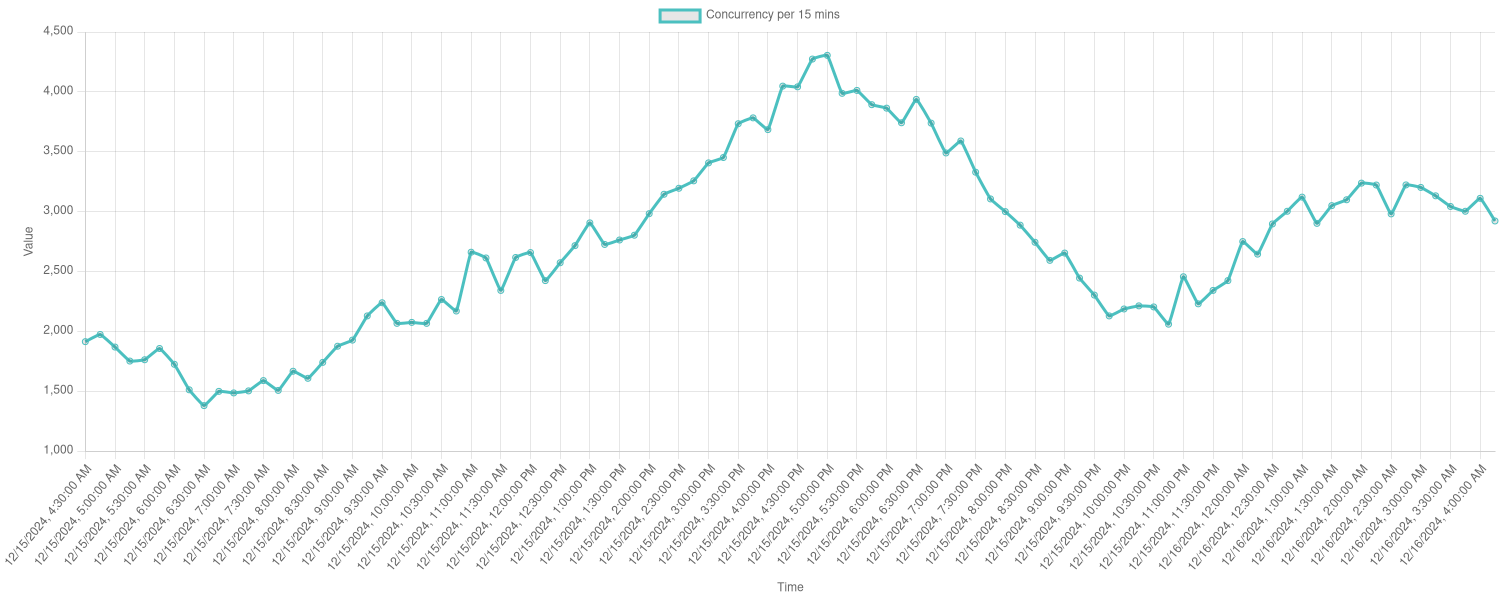 Concurrency per 15 mins
4,500
4,000
3,500
3,000
2,500
2,000
1,500
1,000
Value
12/15/2024, 4:30:00 AM
12/15/2024, 5:00:00 AM
12/15/2024, 5:30:00 AM
12/15/2024, 6:00:00 AM
12/15/2024, 6:30:00 AM
12/15/2024, 7:00:00 AM
12/15/2024, 7:30:00 AM
12/15/2024, 8:00:00 AM
12/15/2024, 8:30:00 AM
12/15/2024, 9:00:00 AM
12/15/2024, 9:30:00 AM
12/15/2024, 10:00:00 AM
12/15/2024, 10:30:00 AM
12/15/2024, 11:00:00 AM
12/15/2024, 11:30:00 AM
12/15/2024, 12:00:00 PM
12/15/2024, 12:30:00 PM
12/15/2024, 1:00:00 PM
12/15/2024, 1:30:00 PM
12/15/2024, 2:00:00 PM
12/15/2024, 2:30:00 PM
12/15/2024, 3:00:00 PM
12/15/2024, 3:30:00 PM
12/15/2024, 4:00:00 PM
12/15/2024, 4:30:00 PM
12/15/2024, 5:00:00 PM
12/15/2024, 5:30:00 PM
12/15/2024, 6:00:00 PM
12/15/2024, 6:30:00 PM
12/15/2024, 7:00:00 PM
12/15/2024, 7:30:00 PM
12/15/2024, 8:00:00 PM
12/15/2024, 8:30:00 PM
12/15/2024, 9:00:00 PM
12/15/2024, 9:30:00 PM
12/15/2024, 10:00:00 PM
12/15/2024, 10:30:00 PM
12/15/2024, 11:00:00 PM
12/15/2024, 11:30:00 PM
12/16/2024, 12:00:00 AM
12/16/2024, 12:30:00 AM
12/16/2024, 1:00:00 AM
12/16/2024, 1:30:00 AM
12/16/2024, 2:00:00 AM
12/16/2024, 2:30:00 AM
12/16/2024, 3:00:00 AM
12/16/2024, 3:30:00 AM
12/16/2024, 4:00:00 AM
Time